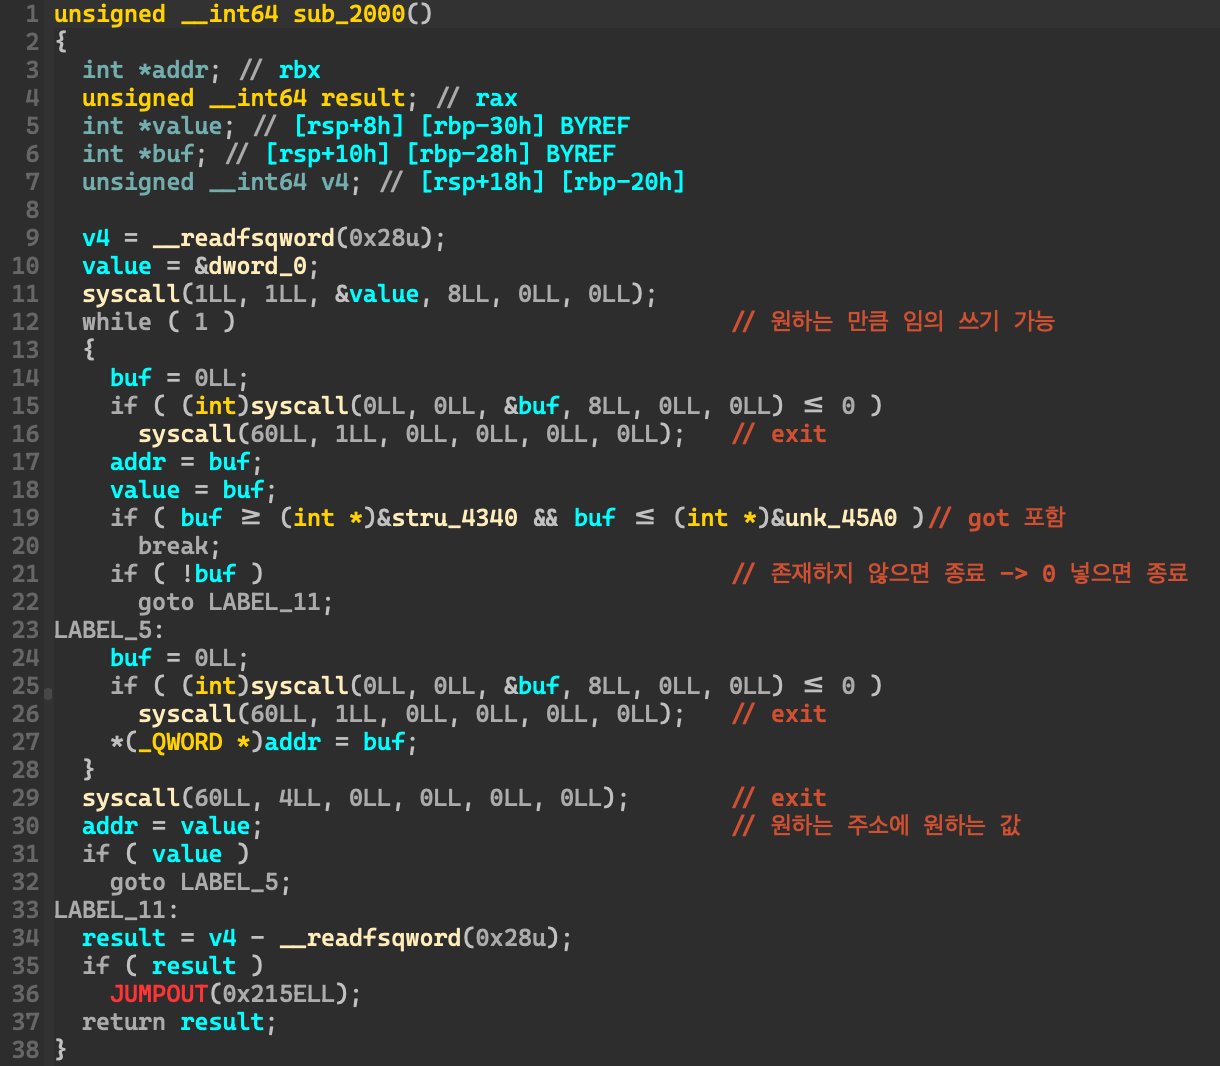 1 unsigned __int64 sub_2000()
2 {
3   int *addr; // rbx
4   unsigned __int64 result; // rax
5   int *value; // [rsp+8h] [rbp-30h] BYREF
6   int *buf; // [rsp+10h] [rbp-28h] BYREF
7   unsigned __int64 v4; // [rsp+18h] [rbp-20h]
8
9   v4 = __readfsqword(0x28u);
10   value = &dword_0;
11   syscall(1LL, 1LL, &value, 8LL, 0LL, 0LL);
12   while ( 1 ) // 원하는 만큼 임의 쓰기 가능
13   {
14     buf = 0LL;
15     if ( (int)syscall(0LL, 0LL, &buf, 8LL, 0LL, 0LL) ≤ 0 )
16       syscall(60LL, 1LL, 0LL, 0LL, 0LL, 0LL); // exit
17     addr = buf;
18     value = buf;
19     if ( buf ≥ (int *)&stru_4340 && buf ≤ (int *)&unk_45A0 )// got 포함
20       break;
21     if ( !buf ) // 존재하지 않으면 종료 -> 0 넣으면 종료
22       goto LABEL_11;
23 LABEL_5:
24     buf = 0LL;
25     if ( (int)syscall(0LL, 0LL, &buf, 8LL, 0LL, 0LL) ≤ 0 )
26       syscall(60LL, 1LL, 0LL, 0LL, 0LL, 0LL); // exit
27     *(_QWORD *)addr = buf;
28   }
29   syscall(60LL, 4LL, 0LL, 0LL, 0LL, 0LL); // exit
30   addr = value; // 원하는 주소에 원하는 값
31   if ( value )
32     goto LABEL_5;
33 LABEL_11:
34   result = v4 - __readfsqword(0x28u);
35   if ( result )
36     JUMPOUT(0x215ELL);
37   return result;
38 }